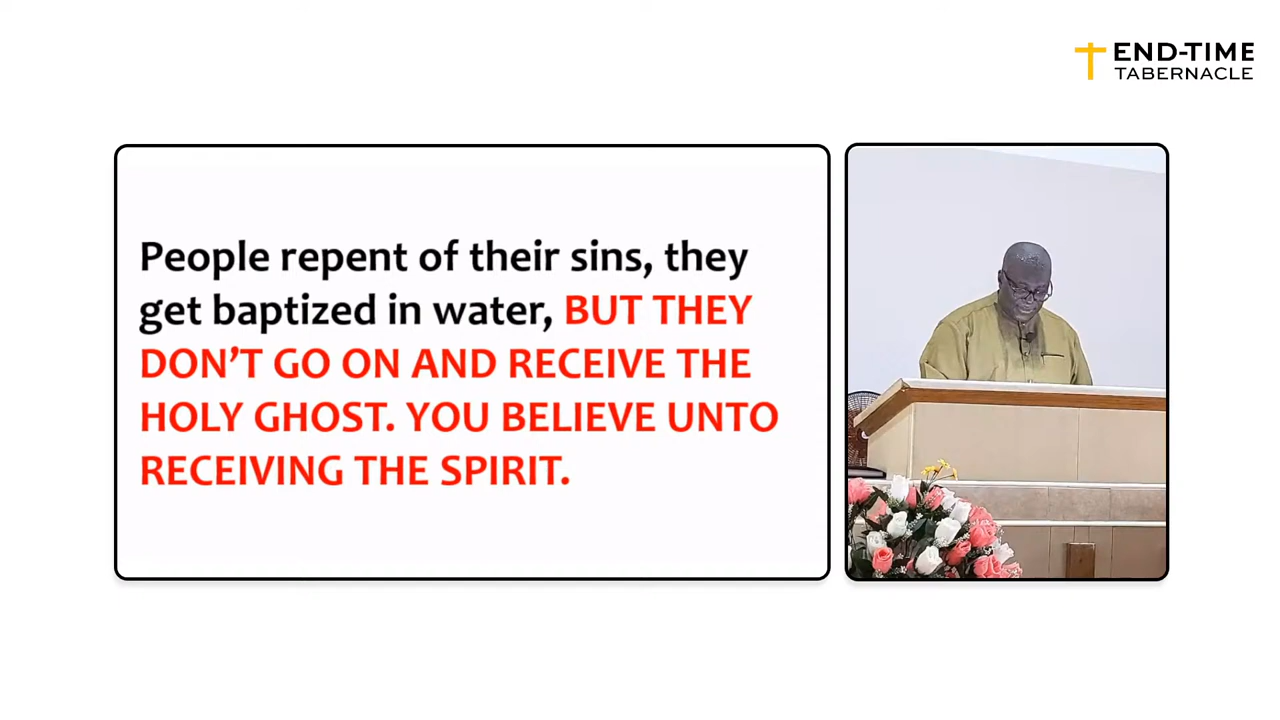 END-TIME
TABERNACLE
People repent of their sins, they
get baptized in water, BUT THEY
DON’T GO ON AND RECEIVE THE
HOLY GHOST. YOU BELIEVE UNTO
RECEIVING THE SPIRIT.